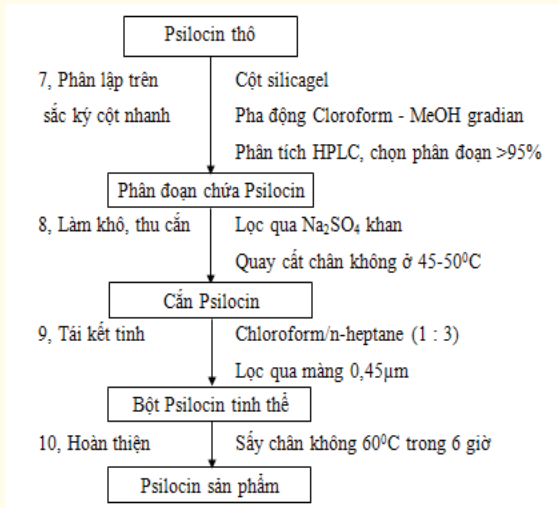 Psilocin thô
7, Phân lập trên
sắc ký cột nhanh
Cột silicagel
Pha động Cloroform - MeOH gradian
Phân tích HPLC, chọn phân đoạn >95%
Phân đoạn chứa Psilocin
8, Làm khô, thu cắn
Lọc qua Na₂SO₄ khan
Quay cất chân không ở 45-50⁰C
Cắn Psilocin
9, Tái kết tinh
Chloroform/n-heptane (1 : 3)
Lọc qua màng 0,45µm
Bột Psilocin tinh thể
10, Hoàn thiện
Sấy chân không 60⁰C trong 6 giờ
Psilocin sản phẩm